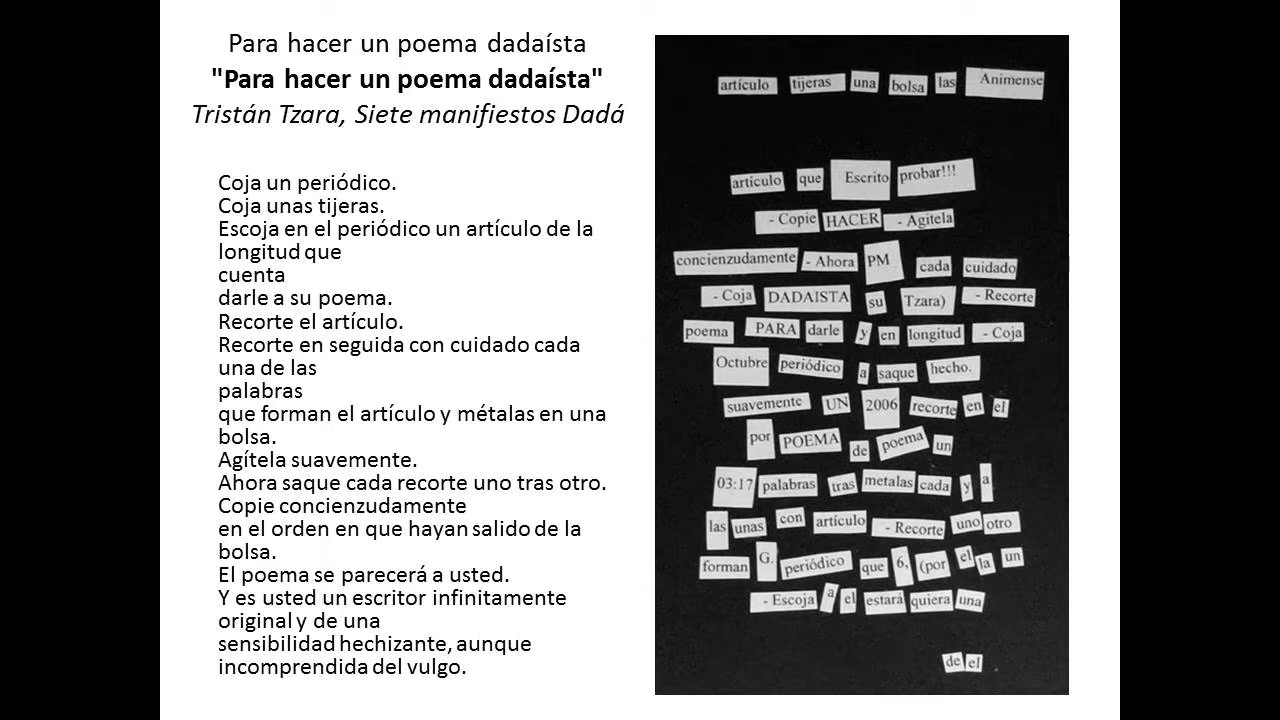 Para hacer un poema dadaísta
"Para hacer un poema dadaísta"
Tristán Tzara, Siete manifiestos Dadá
Coja un periódico.
Coja unas tijeras.
Escoja en el periódico un artículo de la
longitud que
cuenta
darle a su poema.
Recorte el artículo.
Recorte en seguida con cuidado cada
una de las
palabras
que forman el artículo y métalas en una
bolsa.
Agítela suavemente.
Ahora saque cada recorte uno tras otro.
Copie concienzudamente
en el orden en que hayan salido de la
bolsa.
El poema se parecerá a usted.
Y es usted un escritor infinitamente
original y de una
sensibilidad hechizante, aunque
incomprendida del vulgo.
artículo tijeras una bolsa las Animense
artículo que Escrito probar!!!
- Copie HACER - Agitela
concienzudamente - Ahora PM cada cuidado
- Coja DADAISTA su Tzara) - Recorte
poema PARA darle y en longitud - Coja
Octubre periódico a saque hecho.
suavemente UN 2006 recorte en el
por POEMA de poema un
03:17 palabras tras metalas cada y a
las unas con artículo - Recorte uno otro
forman G. periódico que 6, (por el la un
- Escoja a el estará quiera una
de el